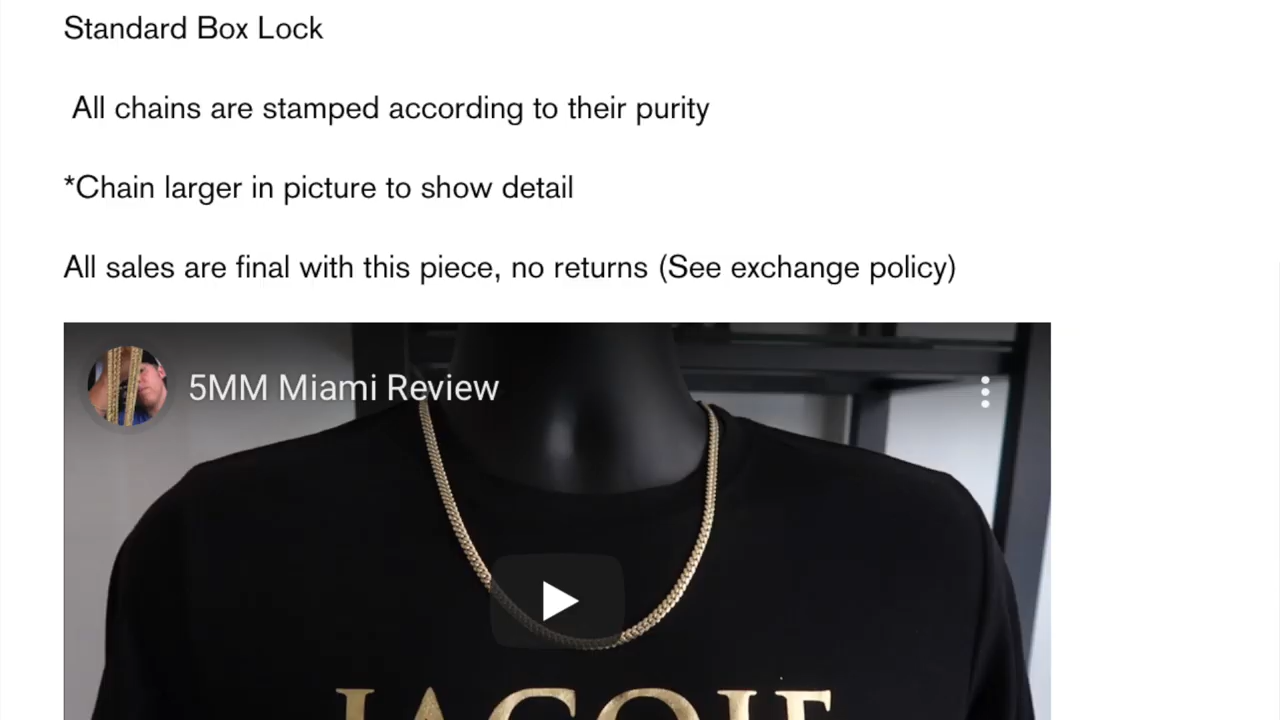 Standard Box Lock
All chains are stamped according to their purity
*Chain larger in picture to show detail
All sales are final with this piece, no returns (See exchange policy)
5MM Miami Review